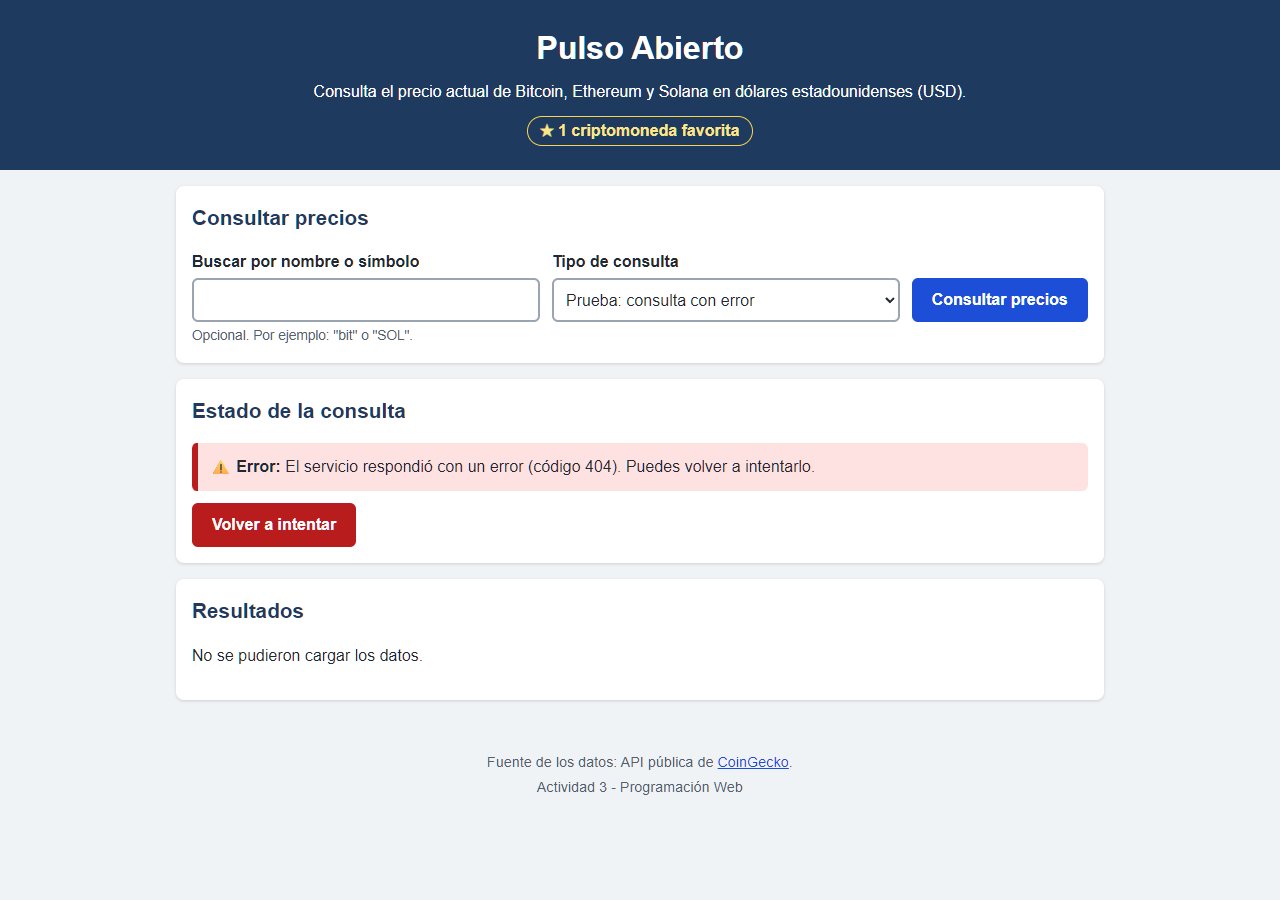 Pulso Abierto
Consulta el precio actual de Bitcoin, Ethereum y Solana en dólares estadounidenses (USD).
★ 1 criptomoneda favorita
Consultar precios
Buscar por nombre o símbolo
Tipo de consulta
Prueba: consulta con error
Consultar precios
Opcional. Por ejemplo: "bit" o "SOL".
Estado de la consulta
⚠ Error: El servicio respondió con un error (código 404). Puedes volver a intentarlo.
Volver a intentar
Resultados
No se pudieron cargar los datos.
Fuente de los datos: API pública de CoinGecko.
Actividad 3 - Programación Web